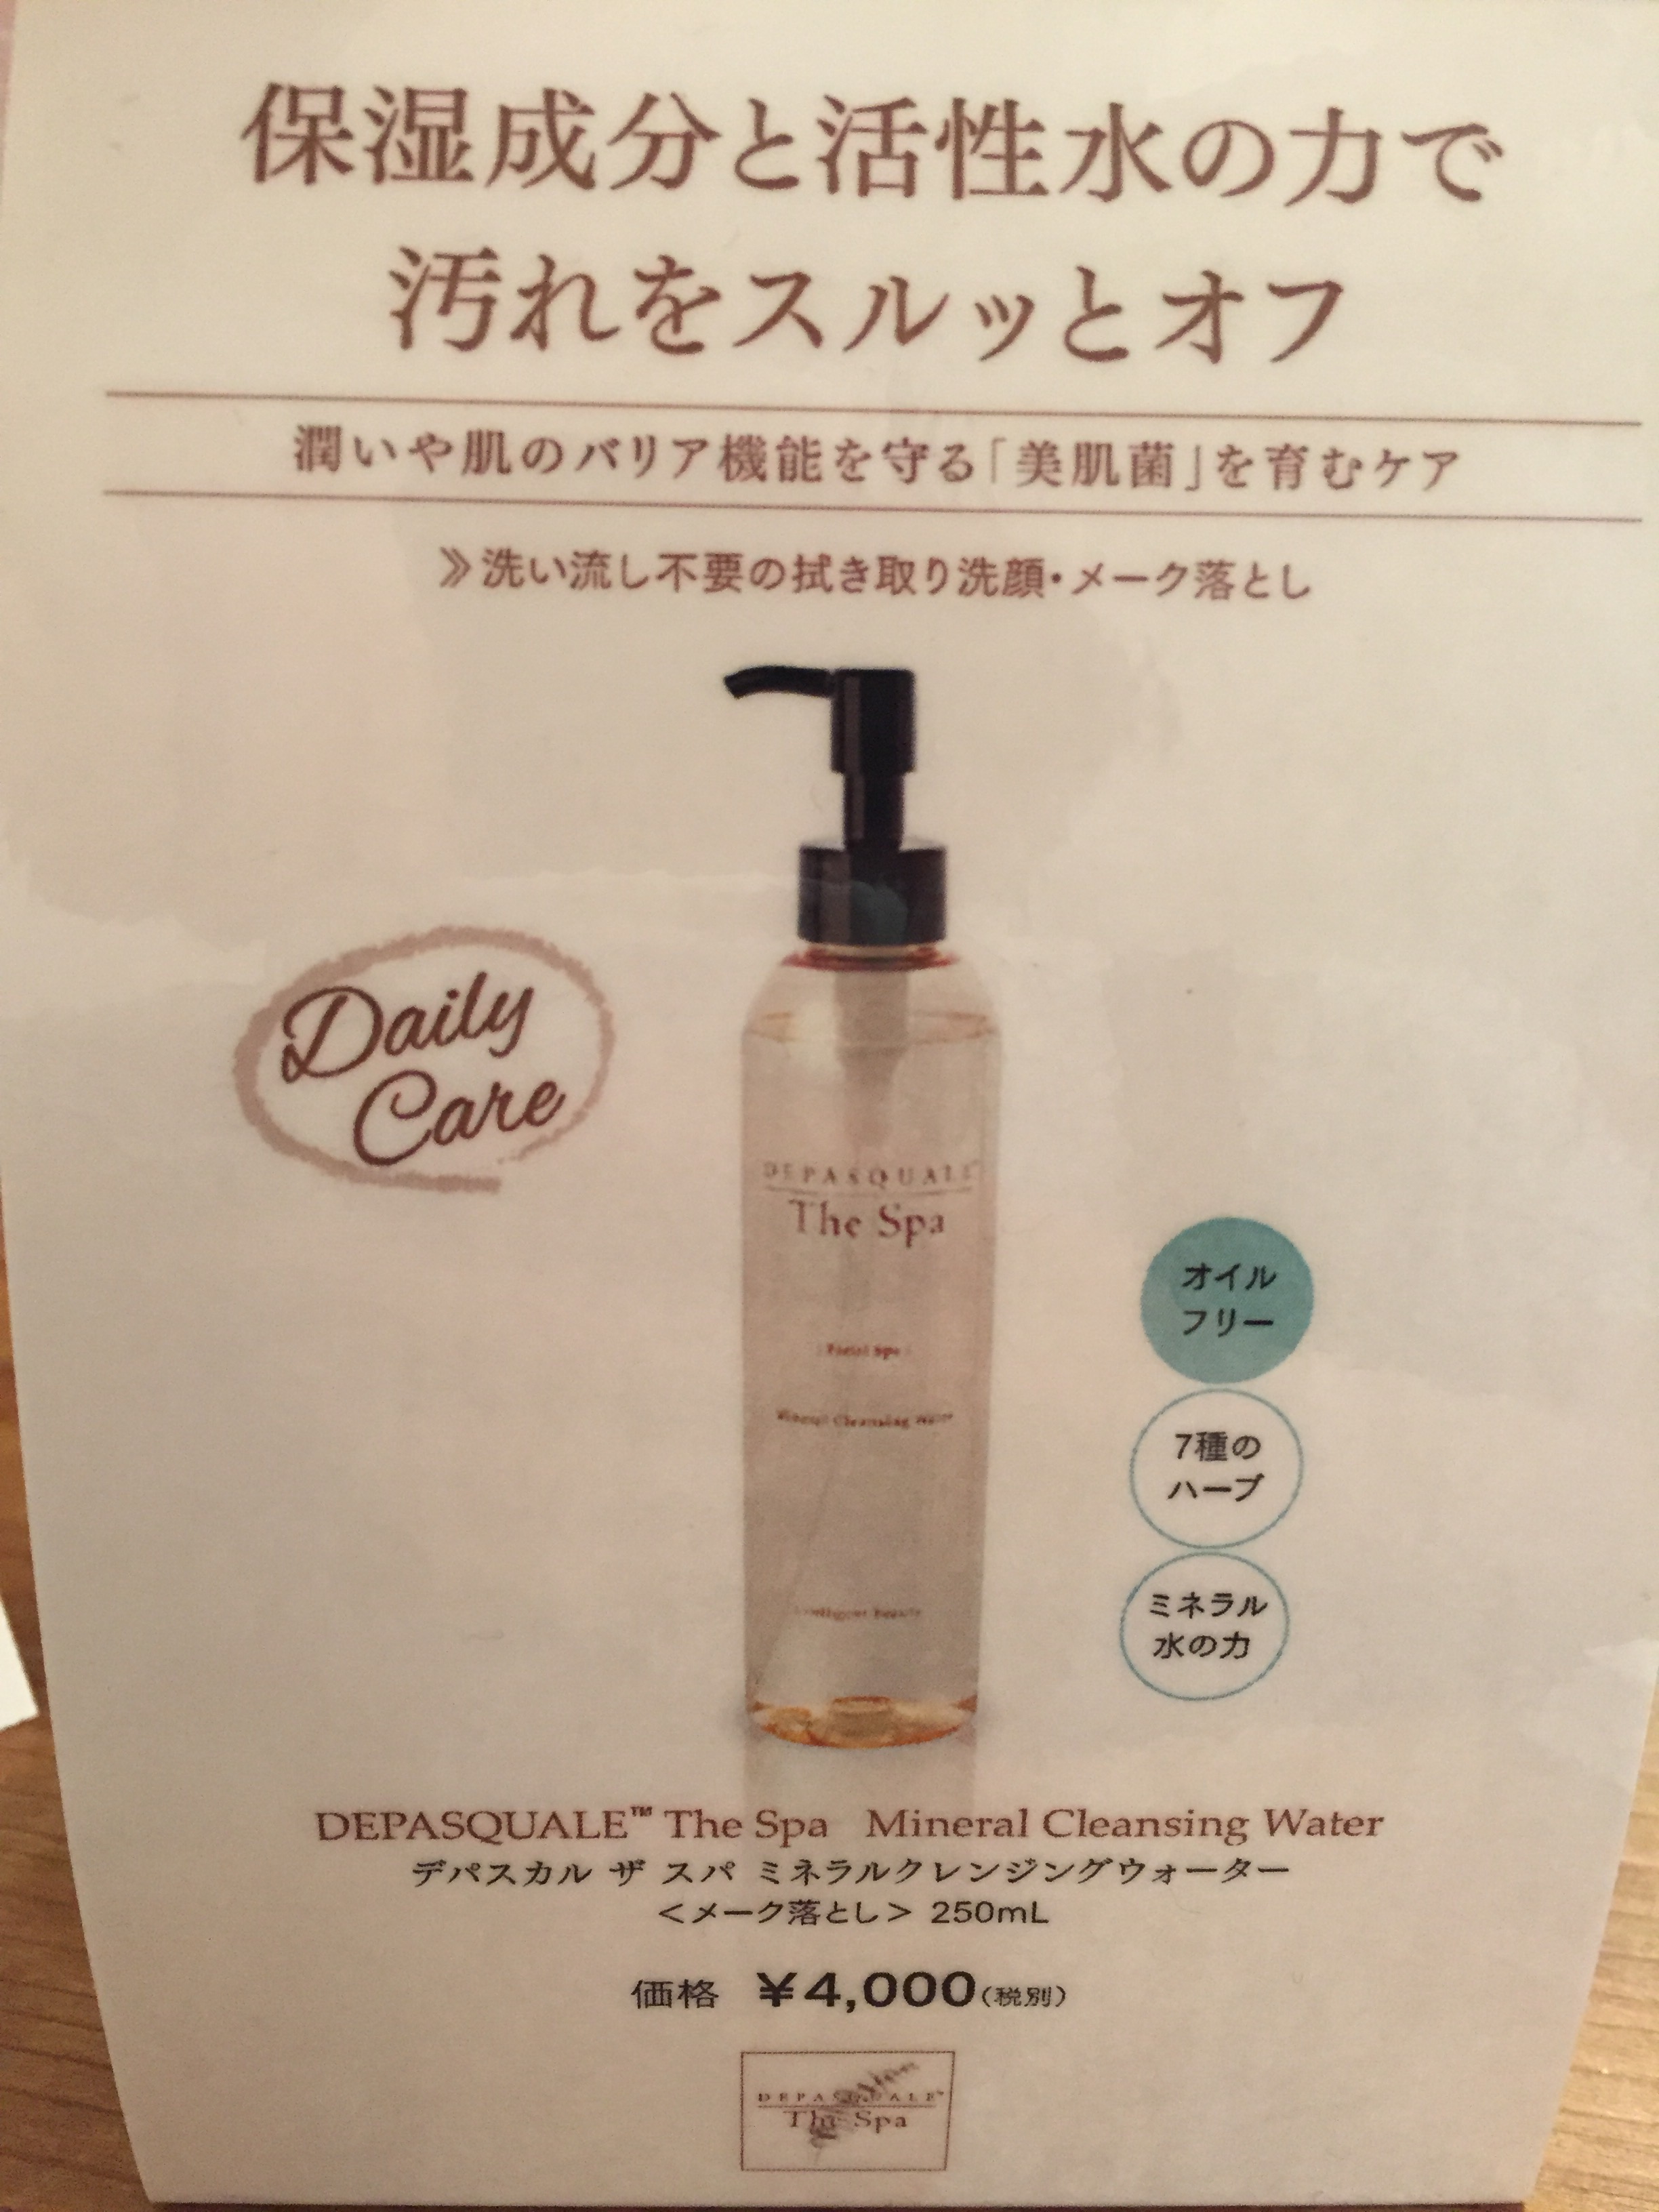 保湿成分と活性水の力で
汚れをスルッとオフ
潤いや肌のバリア機能を守る「美肌菌」を育むケア
》洗い流し不要の拭き取り洗顔・メーク落とし
Daily
Care
DEPASQUALE
The Spa
Facial Spa
Mineral Cleansing Water
オイル
フリー
7種の
ハーブ
ミネラル
水の力
DEPASQUALE™ The Spa Mineral Cleansing Water
デパスカル ザ スパ ミネラルクレンジングウォーター
＜メーク落とし＞ 250mL
価格 ￥4,000(税別)
DEPASQUALE™
The Spa